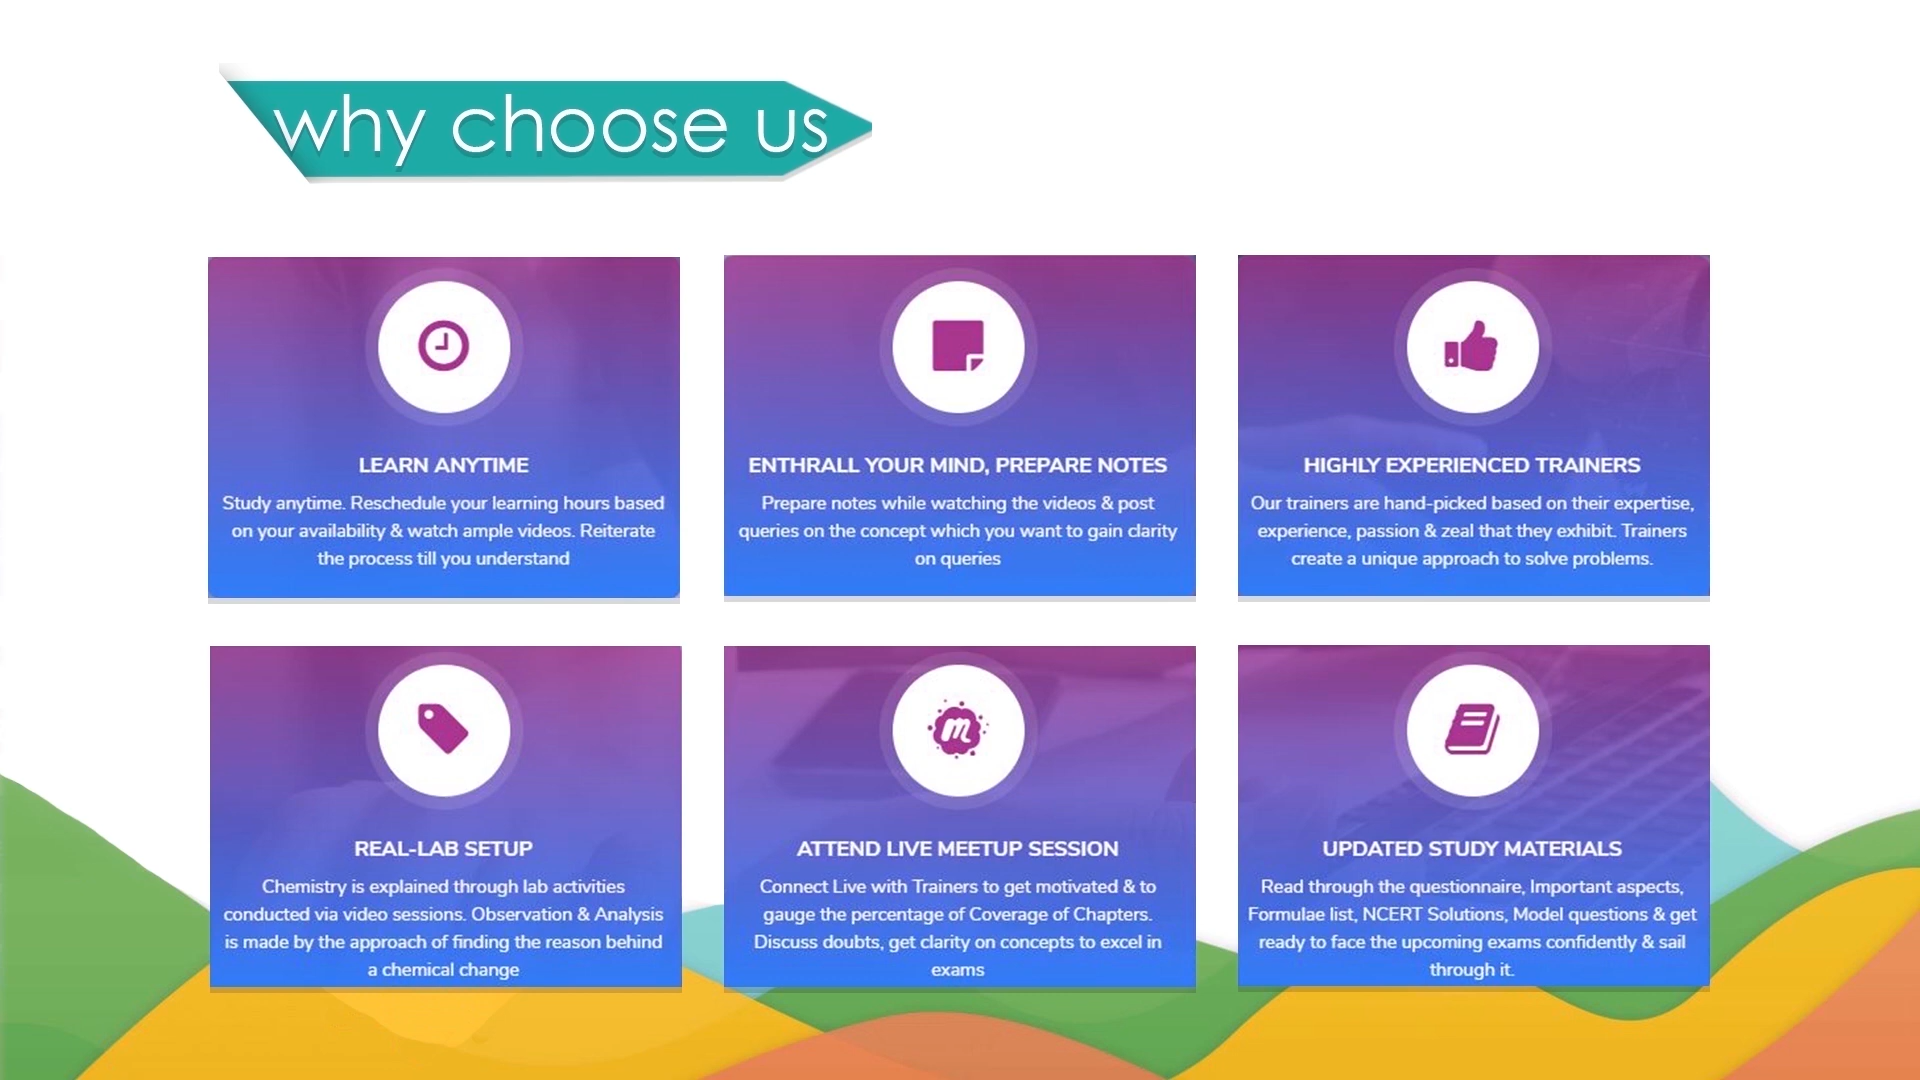 why choose us
LEARN ANYTIME
Study anytime. Reschedule your learning hours based
on your availability & watch ample videos. Reiterate
the process till you understand
ENTHRALL YOUR MIND, PREPARE NOTES
Prepare notes while watching the videos & post
queries on the concept which you want to gain clarity
on queries
HIGHLY EXPERIENCED TRAINERS
Our trainers are hand-picked based on their expertise,
experience, passion & zeal that they exhibit. Trainers
create a unique approach to solve problems.
REAL-LAB SETUP
Chemistry is explained through lab activities
conducted via video sessions. Observation & Analysis
is made by the approach of finding the reason behind
a chemical change
m
ATTEND LIVE MEETUP SESSION
Connect Live with Trainers to get motivated & to
gauge the percentage of Coverage of Chapters.
Discuss doubts, get clarity on concepts to excel in
exams
UPDATED STUDY MATERIALS
Read through the questionnaire, Important aspects,
Formulae list, NCERT Solutions, Model questions & get
ready to face the upcoming exams confidently & sail
through it.